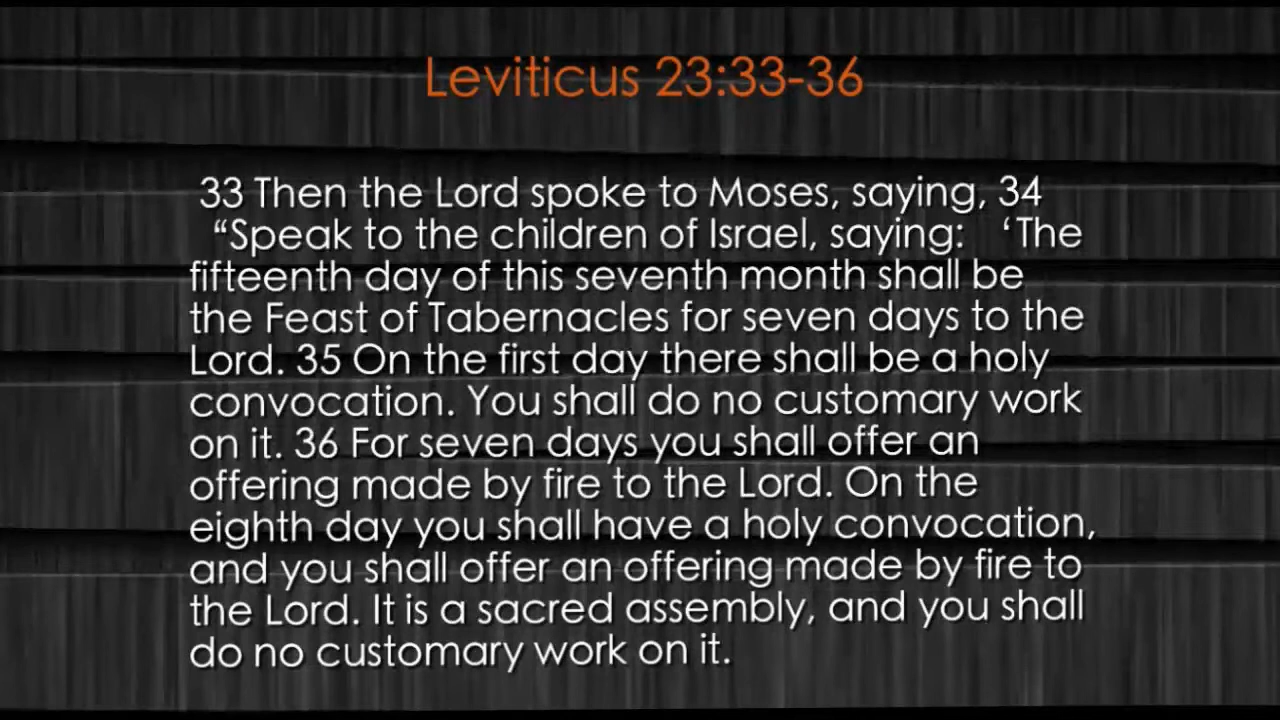 Leviticus 23:33-36
33 Then the Lord spoke to Moses, saying, 34
“Speak to the children of Israel, saying: ‘The
fifteenth day of this seventh month shall be
the Feast of Tabernacles for seven days to the
Lord. 35 On the first day there shall be a holy
convocation. You shall do no customary work
on it. 36 For seven days you shall offer an
offering made by fire to the Lord. On the
eighth day you shall have a holy convocation,
and you shall offer an offering made by fire to
the Lord. It is a sacred assembly, and you shall
do no customary work on it.